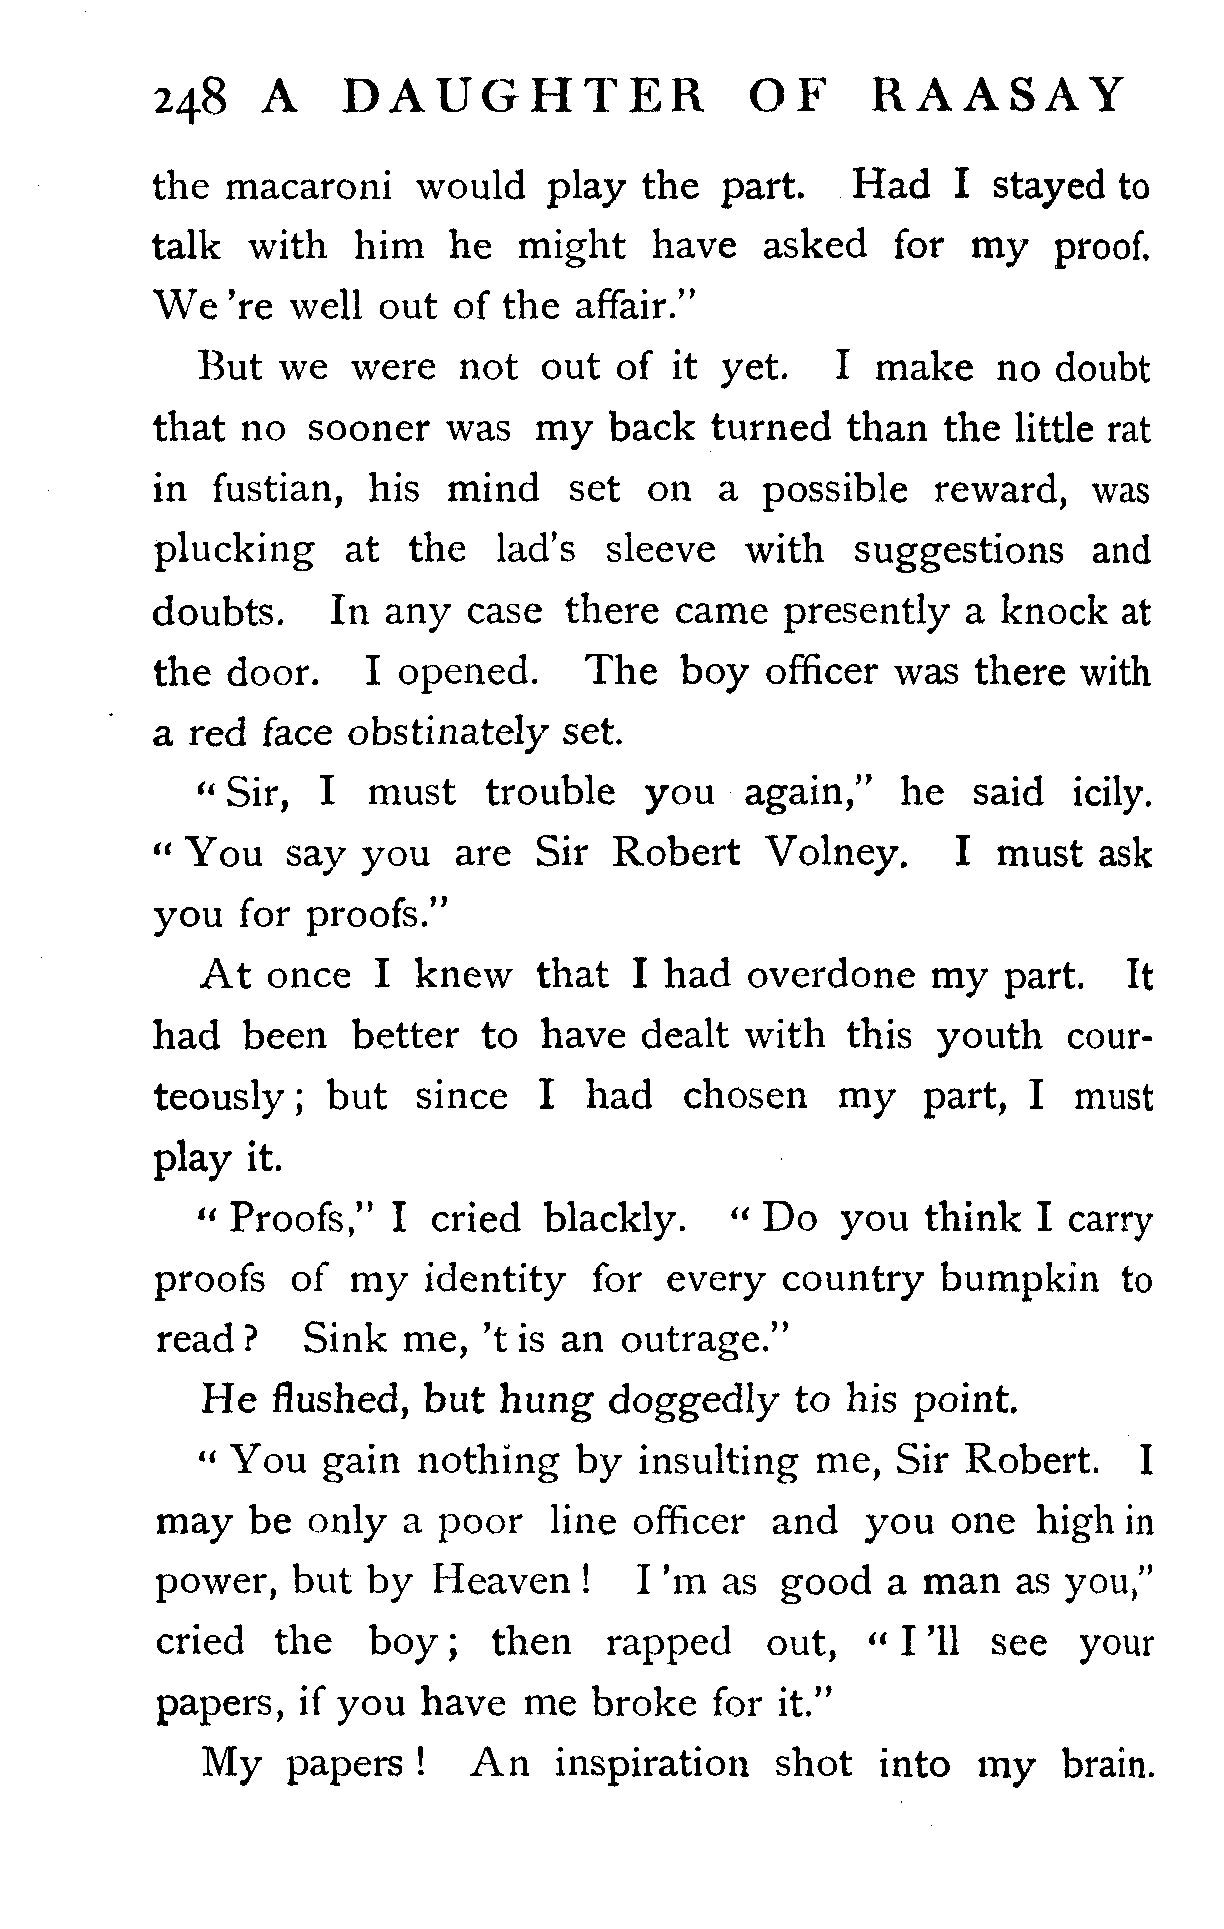 248 A DAUGHTER OF RAASAY
the macaroni would play the part. Had I stayed to
talk with him he might have asked for my proof.
We 're well out of the affair."
But we were not out of it yet. I make no doubt
that no sooner was my back turned than the little rat
in fustian, his mind set on a possible reward, was
plucking at the lad's sleeve with suggestions and
doubts. In any case there came presently a knock at
the door. I opened. The boy officer was there with
a red face obstinately set.
" Sir, I must trouble you again," he said icily.
" You say you are Sir Robert Volney. I must ask
you for proofs."
At once I knew that I had overdone my part. It
had been better to have dealt with this youth cour-
teously ; but since I had chosen my part, I must
play it.
" Proofs," I cried blackly. " Do you think I carry
proofs of my identity for every country bumpkin to
read ? Sink me, 't is an outrage."
He flushed, but hung doggedly to his point.
" You gain nothing by insulting me, Sir Robert. I
may be only a poor line officer and you one high in
power, but by Heaven ! I 'm as good a man as you,"
cried the boy ; then rapped out, " I 'll see your
papers, if you have me broke for it."
My papers ! An inspiration shot into my brain.